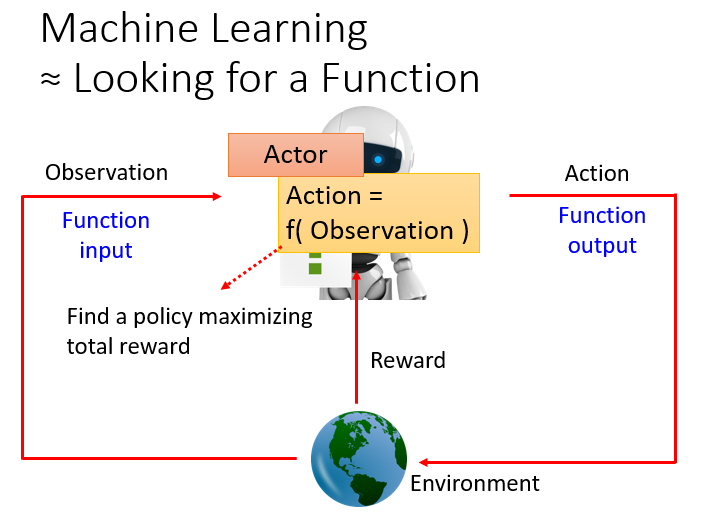 Machine Learning
≈ Looking for a Function
Observation
Function
input
Actor
Action =
f( Observation )
Action
Function
output
Find a policy maximizing
total reward
Reward
Environment